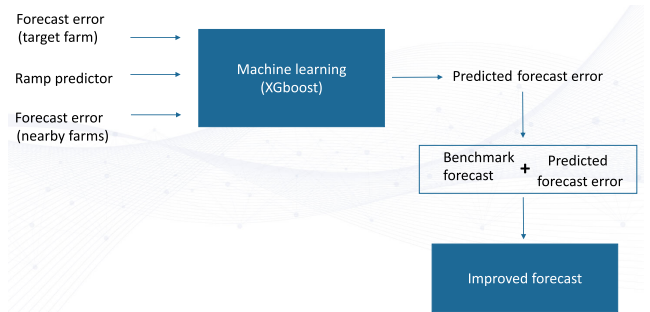 Forecast error
(target farm)
Ramp predictor
Forecast error
(nearby farms)
Machine learning
(XGboost)
Predicted forecast error
Benchmark
forecast
+
Predicted
forecast error
Improved forecast